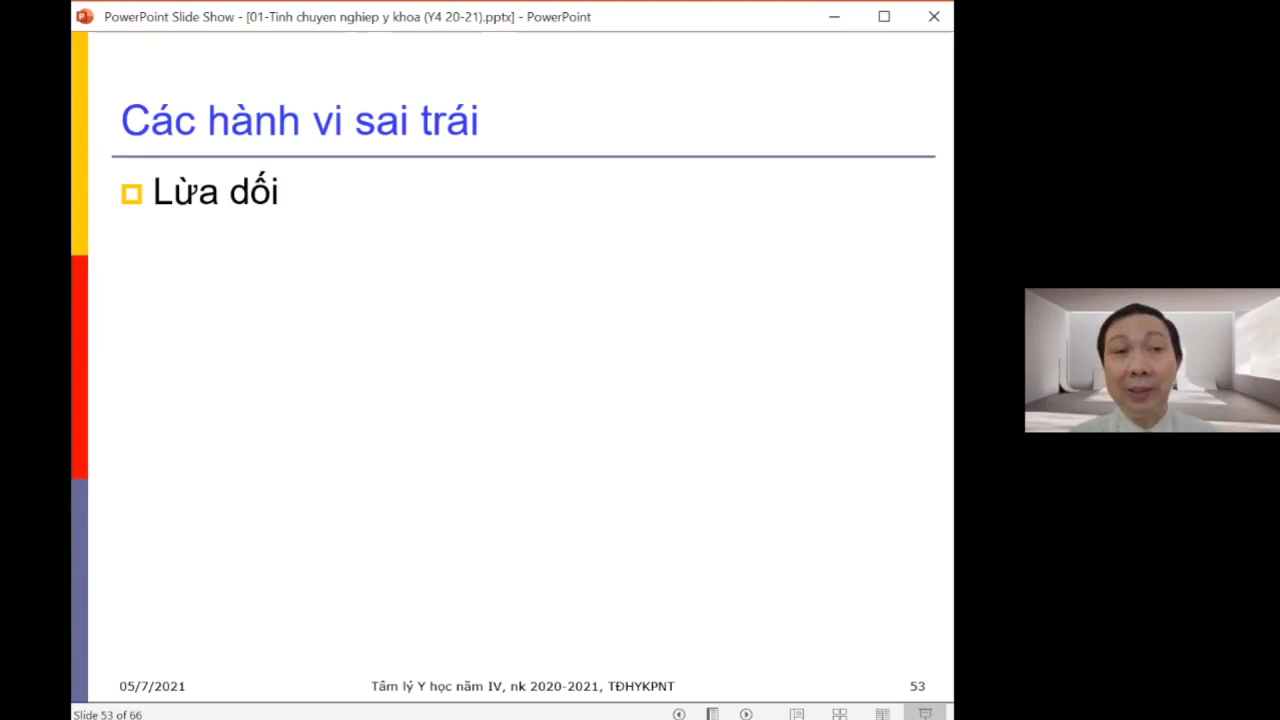 PowerPoint Slide Show - [01-Tinh chuyen nghiep y khoa (Y4 20-21).pptx] - PowerPoint
Các hành vi sai trái
Lừa dối
05/7/2021 Tâm lý Y học năm IV, nk 2020-2021, TĐHYKPNT 53
Slide 53 of 66